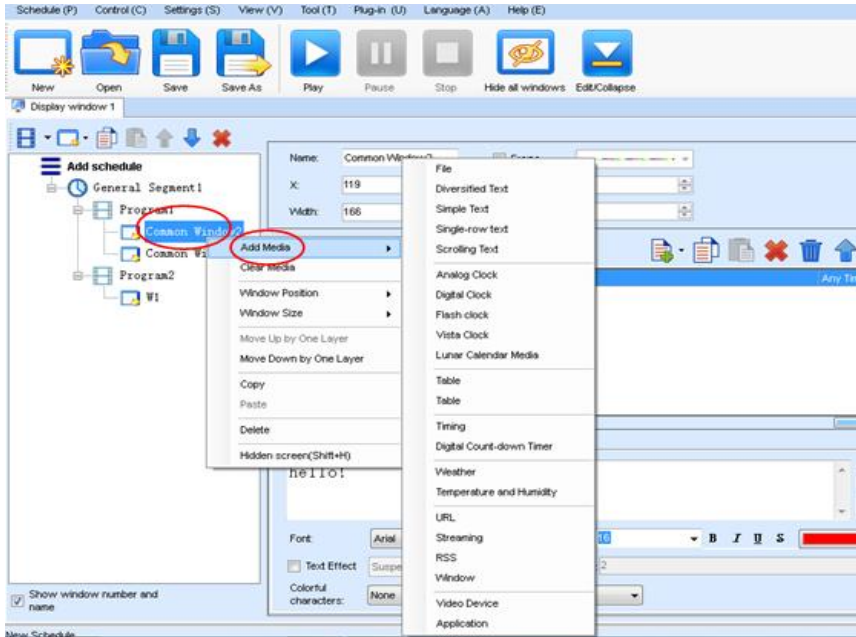 Schedule (P) Control (C) Settings (S) View (V) Tool (T) Plug-in (U) Language (A) Help (E)
New Open Save Save As Play Pause Stop Hide all windows Edit/Collapse
Display window 1
Add schedule
General Segment1
Program1
Common Window2
Common Wi
Program2
W1
Show window number and
name
New Schedule
Name: Common Window2
X: 119
Width: 166
Any Tim
hello!
Font: Arial 16 B I U S
Text Effect Suspe 2
Colorful
characters: None
Add Media
Clear Media
Window Position
Window Size
Move Up by One Layer
Move Down by One Layer
Copy
Paste
Delete
Hidden screen(Shift+H)
File
Diversified Text
Simple Text
Single-row text
Scrolling Text
Analog Clock
Digital Clock
Flash clock
Vista Clock
Lunar Calendar Media
Table
Table
Timing
Digital Count-down Timer
Weather
Temperature and Humidity
URL
Streaming
RSS
Window
Video Device
Application